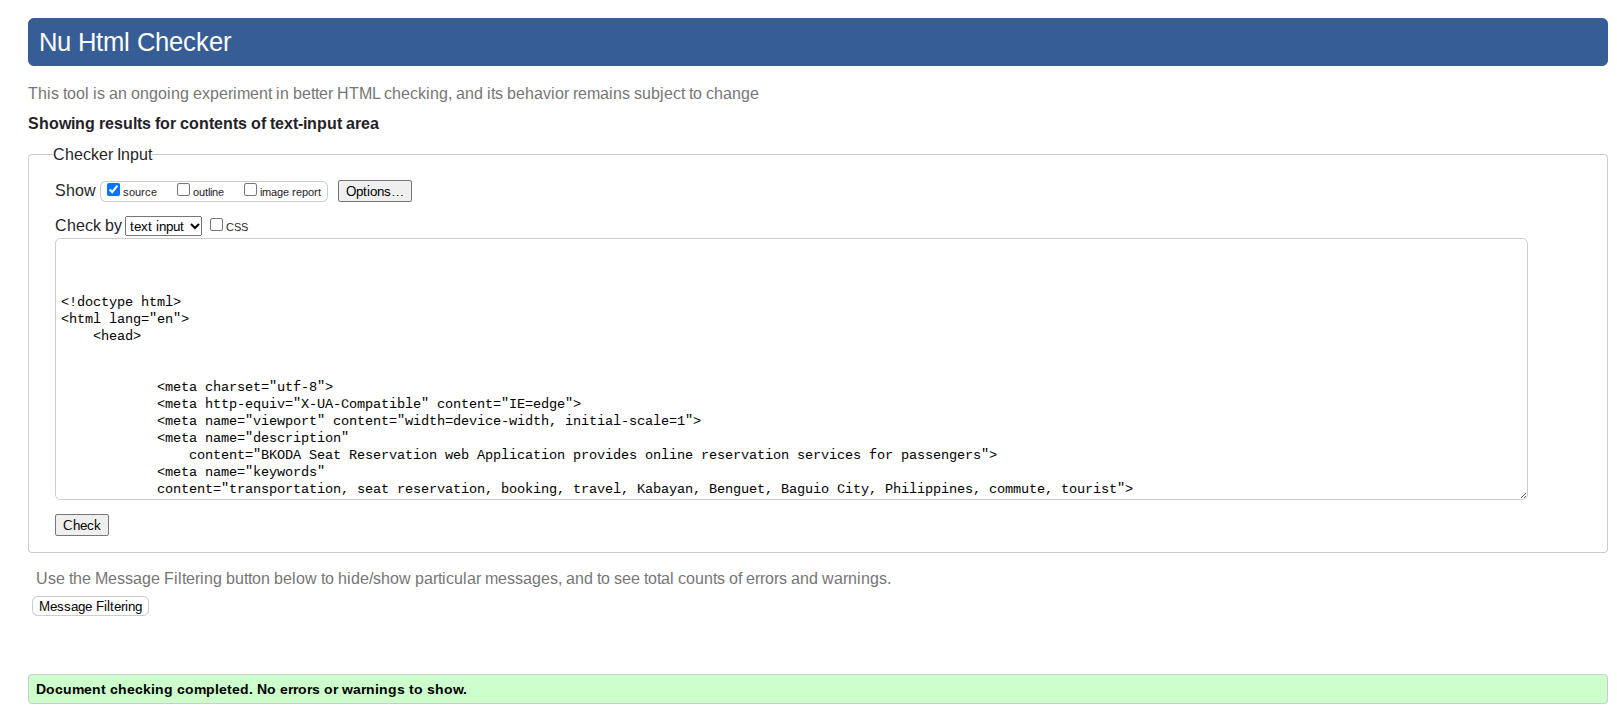 Nu Html Checker
This tool is an ongoing experiment in better HTML checking, and its behavior remains subject to change
Showing results for contents of text-input area
Checker Input
Show source outline image report Options...
Check by text input CSS
<!doctype html>
<html lang="en">
<head>
<meta charset="utf-8">
<meta http-equiv="X-UA-Compatible" content="IE=edge">
<meta name="viewport" content="width=device-width, initial-scale=1">
<meta name="description"
content="BKODA Seat Reservation web Application provides online reservation services for passengers">
<meta name="keywords"
content="transportation, seat reservation, booking, travel, Kabayan, Benguet, Baguio City, Philippines, commute, tourist">
Check
Use the Message Filtering button below to hide/show particular messages, and to see total counts of errors and warnings.
Message Filtering
Document checking completed. No errors or warnings to show.